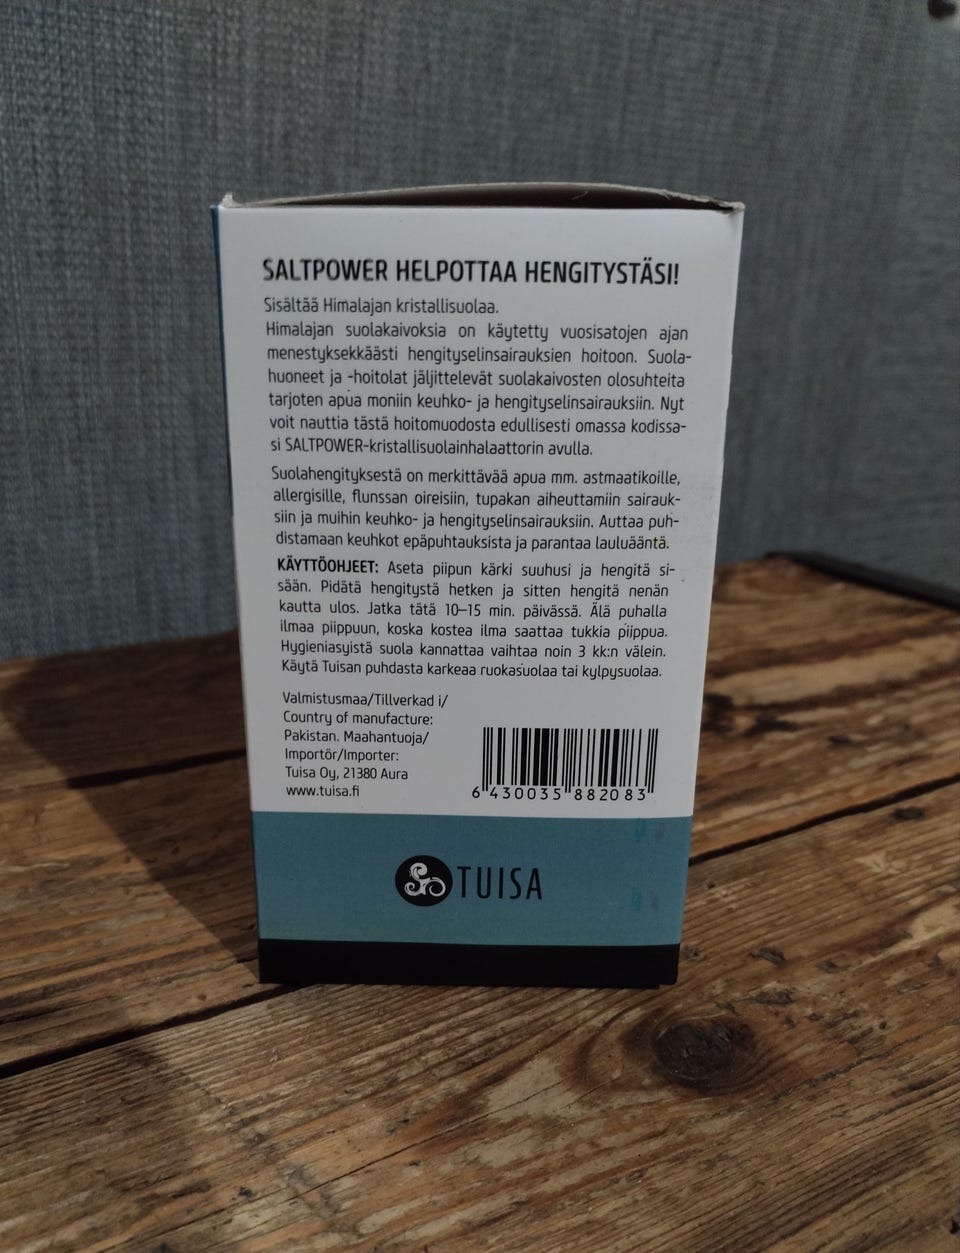 SALTPOWER HELPOTTAA HENGITYSTÄSI!
Sisältää Himalajan kristallisuolaa.
Himalajan suolakaivoksia on käytetty vuosisatojen ajan
menestyksekkäästi hengityselinsairauksien hoitoon. Suola-
huoneet ja -hoitolat jäljittelevät suolakaivosten olosuhteita
tarjoten apua moniin keuhko- ja hengityselinsairauksiin. Nyt
voit nauttia tästä hoitomuodosta edullisesti omassa kodissa-
si SALTPOWER-kristallisuolainhalaattorin avulla.
Suolahengityksestä on merkittävää apua mm. astmaatikoille,
allergisille, flunssan oireisiin, tupakan aiheuttamiin sairauk-
siin ja muihin keuhko- ja hengityselinsairauksiin. Auttaa puh-
distamaan keuhkot epäpuhtauksista ja parantaa lauluääntä.
KÄYTTÖOHJEET: Aseta piipun kärki suuhusi ja hengitä si-
sään. Pidätä hengitystä hetken ja sitten hengitä nenän
kautta ulos. Jatka tätä 10–15 min. päivässä. Älä puhalla
ilmaa piippuun, koska kostea ilma saattaa tukkia piippua.
Hygieniasyistä suola kannattaa vaihtaa noin 3 kk:n välein.
Käytä Tuisan puhdasta karkeaa ruokasuolaa tai kylpysuolaa.
Valmistusmaa/Tillverkad i/
Country of manufacture:
Pakistan. Maahantuoja/
Importör/Importer:
Tuisa Oy, 21380 Aura
www.tuisa.fi
6 430035 882083
TUISA